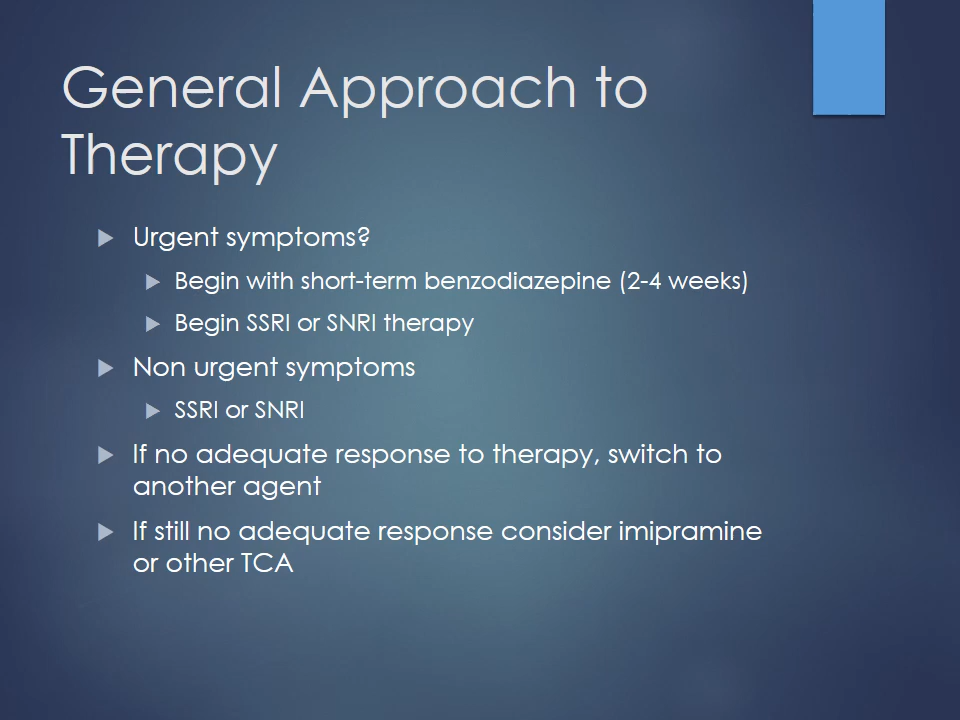 General Approach to
Therapy
Urgent symptoms?
Begin with short-term benzodiazepine (2-4 weeks)
Begin SSRI or SNRI therapy
Non urgent symptoms
SSRI or SNRI
If no adequate response to therapy, switch to
another agent
If still no adequate response consider imipramine
or other TCA